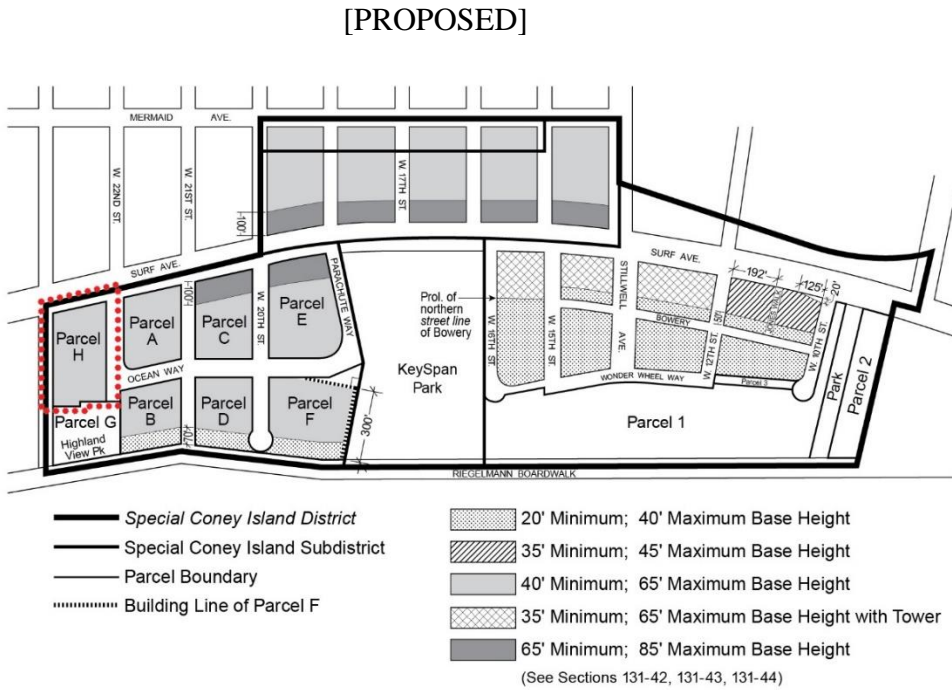 [PROPOSED]
MERMAID AVE.
W. 22ND ST.
W. 21ST ST.
W. 17TH ST.
100'
SURF AVE.
SURF AVE.
PARACHUTE WAY
100'
W. 20TH ST.
Parcel E
Parcel C
Parcel A
Parcel H
OCEAN WAY
Parcel G
Highland
View Pk
Parcel B
Parcel D
Parcel F
70'
300'
KeySpan
Park
Prol. of
northern
street line
of Bowery
W. 16TH ST.
W. 15TH ST.
STILLWELL AVE.
BOWERY
50'
W. 12TH ST.
192'
125'
20'
W. 10TH ST.
WONDER WHEEL WAY
Parcel 3
Parcel 1
Park
Parcel 2
RIEGELMANN BOARDWALK
Special Coney Island District
Special Coney Island Subdistrict
Parcel Boundary
Building Line of Parcel F
20' Minimum; 40' Maximum Base Height
35' Minimum; 45' Maximum Base Height
40' Minimum; 65' Maximum Base Height
35' Minimum; 65' Maximum Base Height with Tower
65' Minimum; 85' Maximum Base Height
(See Sections 131-42, 131-43, 131-44)